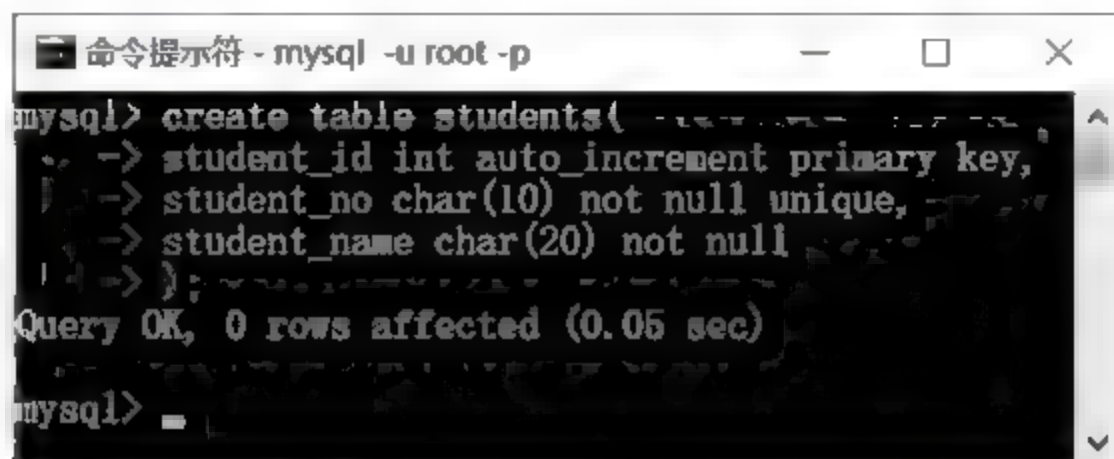 命令提示符 - mysql -u root -p
mysql> create table students(
-> student_id int auto_increment primary key,
-> student_no char(10) not null unique,
-> student_name char(20) not null
-> );
Query OK, 0 rows affected (0.05 sec)
mysql>